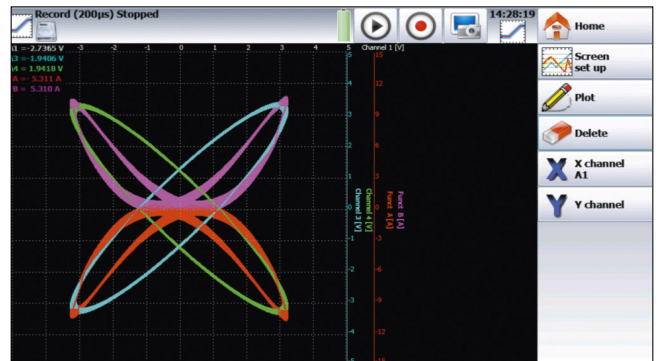 Record (200µs) Stopped
14:28:19
Home
Screen
set up
Plot
Delete
X channel
A1
Y channel
A1 =-2.7365 V
A3 =-1.9406 V
A4 = 1.9418 V
A =- 5.311 A
B = 5.310 A
-3 -2 -1 0 1 2 3 4 5
Channel 1 [V]
5 4 3 2 1 0 -1 -2 -3 -4 -5
15 12 9 6 3 0 -3 -6 -9 -12 -15
Channel 3 [V]
Channel 4 [V]
Funct A [A]
Funct B [A]